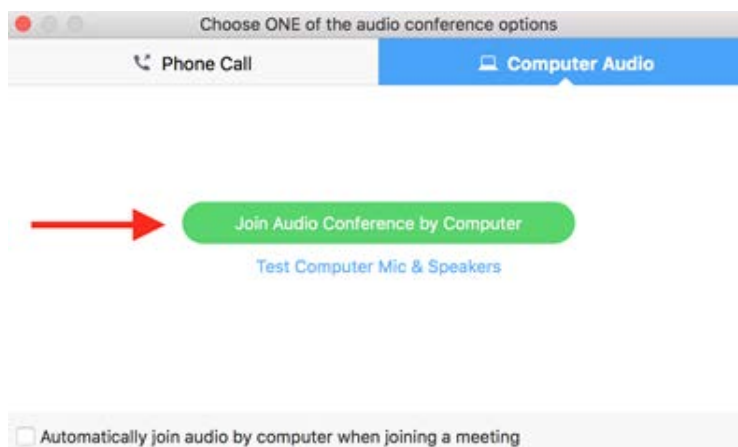 Choose ONE of the audio conference options
Phone Call
Computer Audio
Join Audio Conference by Computer
Test Computer Mic & Speakers
Automatically join audio by computer when joining a meeting